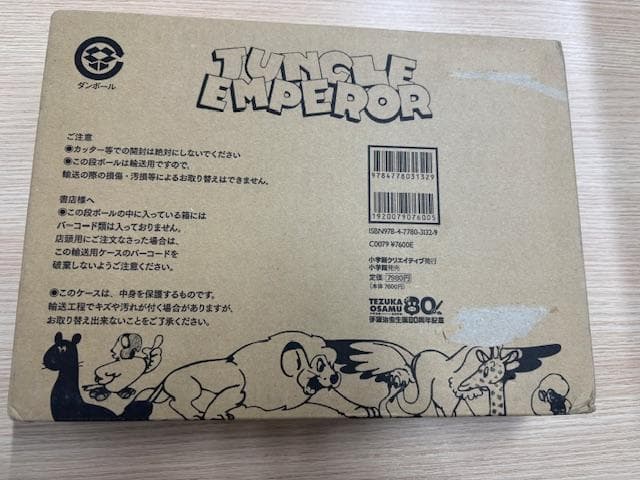 ダンボール
JUNGLE
EMPEROR
ご注意
●カッター等での開封は絶対にしないでください
●この段ボールは輸送用ですので、
輸送の際の損傷・汚損等によるお取り替えはできません。
書店様へ
●この段ボールの中に入っている箱には
バーコード類は入っておりません。
店頭用にご注文なさった場合は、
この輸送用ケースのバーコードを
破棄しないようご注意ください。
●このケースは、中身を保護するものです。
輸送工程でキズや汚れが付く場合がありますが、
お取り替え出来ないことをご了承ください。
9784778031329
1920079076005
ISBN978-4-7780-3132-9
C0079 ¥7600E
小学館クリエイティブ発行
小学館発売
定価 7980円
(本体 7600円)
TEZUKA
OSAMU
80th
手塚治虫生誕80周年記念